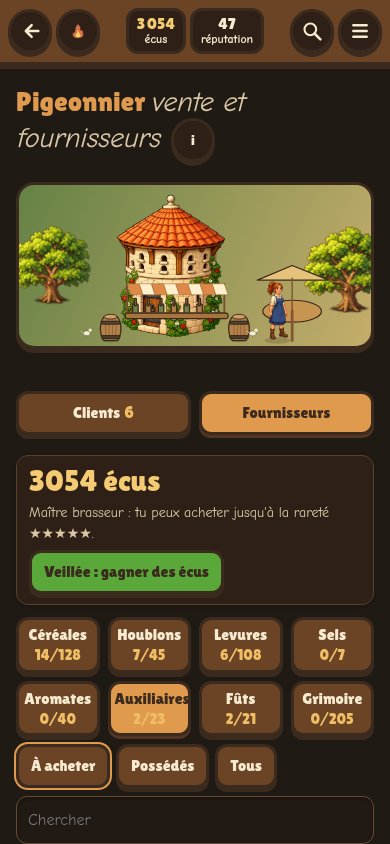 3054
écus
47
réputation
Pigeonnier vente et
fournisseurs i
Clients 6
Fournisseurs
3054 écus
Maître brasseur : tu peux acheter jusqu'à la rareté
★★★★★.
Veillée : gagner des écus
Céréales
14/128
Houblons
7/45
Levures
6/108
Sels
0/7
Aromates
0/40
Auxiliaires
2/23
Fûts
2/21
Grimoire
0/205
À acheter
Possédés
Tous
Chercher